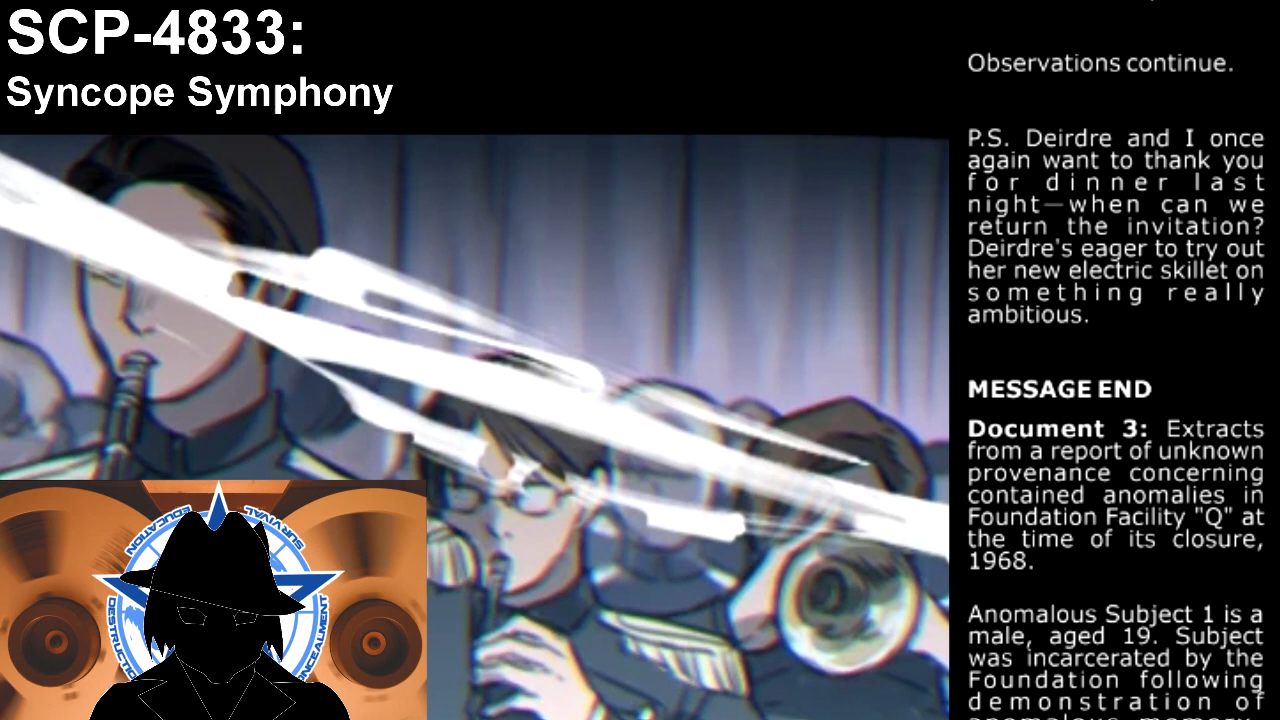 SCP-4833:
Syncope Symphony
Observations continue.
P.S. Deirdre and I once
again want to thank you
for dinner last
night—when can we
return the invitation?
Deirdre's eager to try out
her new electric skillet on
something really
ambitious.
MESSAGE END
Document 3: Extracts
from a report of unknown
provenance concerning
contained anomalies in
Foundation Facility "Q" at
the time of its closure,
1968.
Anomalous Subject 1 is a
male, aged 19. Subject
was incarcerated by the
Foundation following
demonstration of
EDUCATION
SURVIVAL